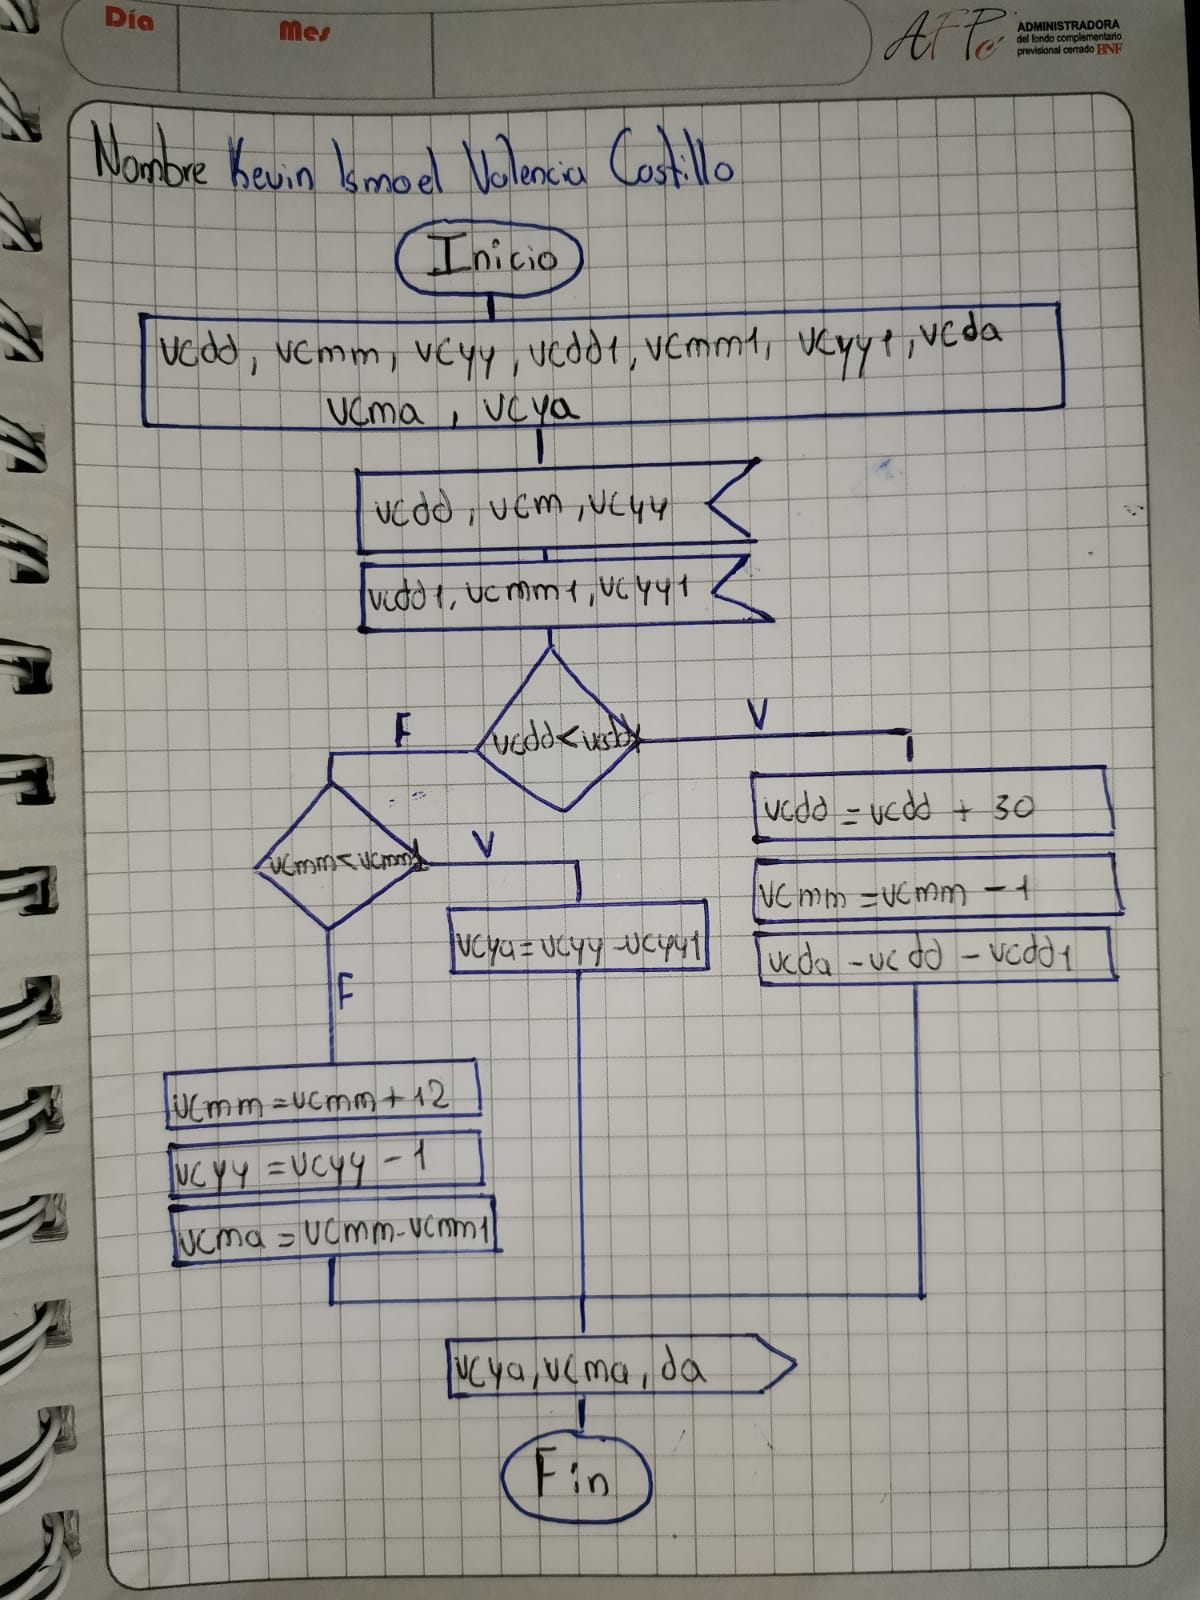 Día
Mes
AFPc
ADMINISTRADORA
del fondo complementario
previsional cerrado BNF
Nombre Kevin Ismael Valencia Castillo
Inicio
vcdd, vcmm, vcyy, vcdd1, vcmm1, vcyy1, vcda
vcma, vcya
vcdd, vcm, vcyy
vcdd1, vcmm1, vcyy1
F
vcdd<vcdd1
V
vcdd = vcdd + 30
vcmm<vcmm1
V
vcmm = vcmm - 1
vcya = vcyy - vcyy1
vcda - vcdd - vcdd1
F
vcmm = vcmm + 12
vcyy = vcyy - 1
vcma = vcmm - vcmm1
vcya, vcma, da
Fin